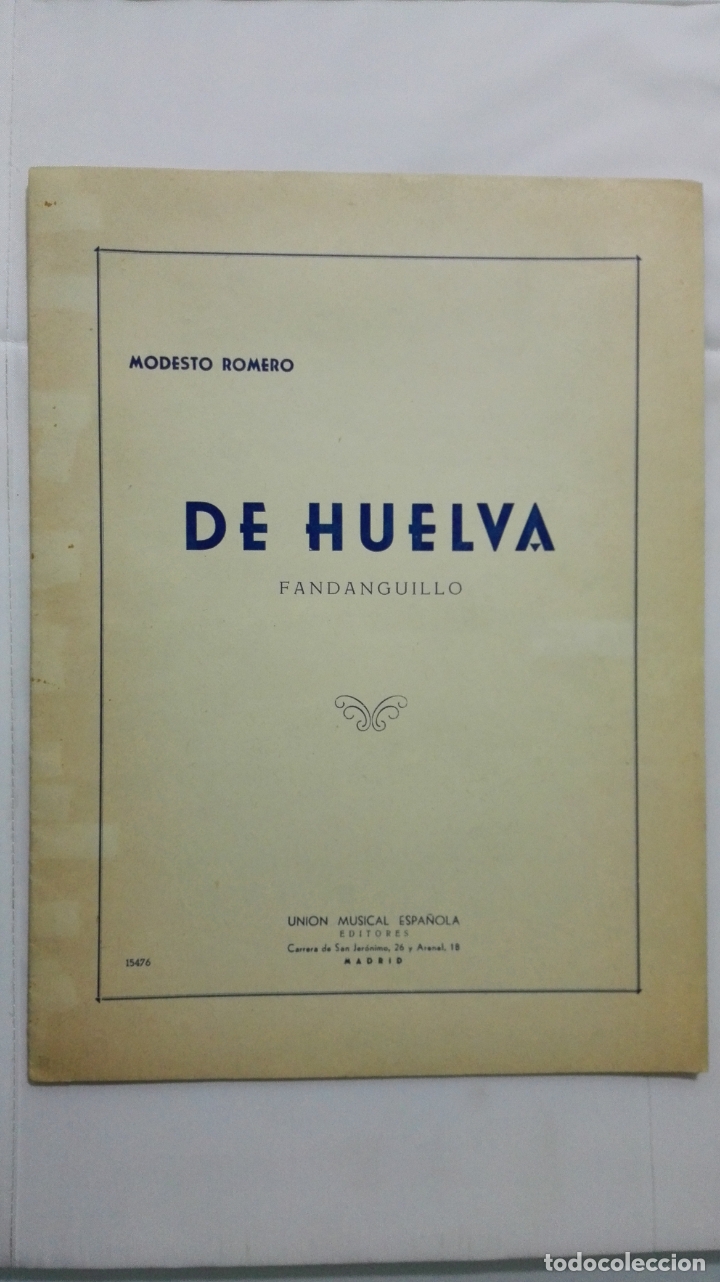 MODESTO ROMERO
DE HUELVA
FANDANGUILLO
UNION MUSICAL ESPAÑOLA
EDITORES
Carrera de San Jerónimo, 26 y Arenal, 18
MADRID
15476
todocoleccion